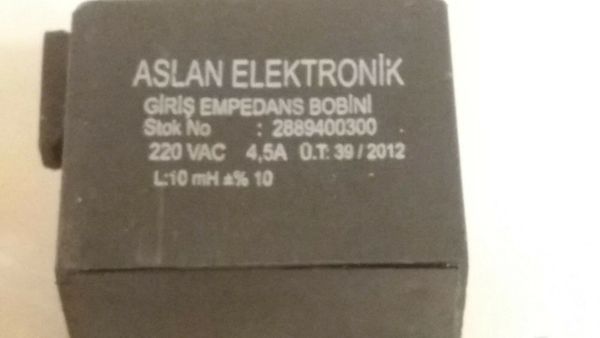 ASLAN ELEKTRONİK
GİRİŞ EMPEDANS BOBİNİ
Stok No : 2889400300
220 VAC 4,5A Ü.T: 39 / 2012
L:10 mH ±% 10